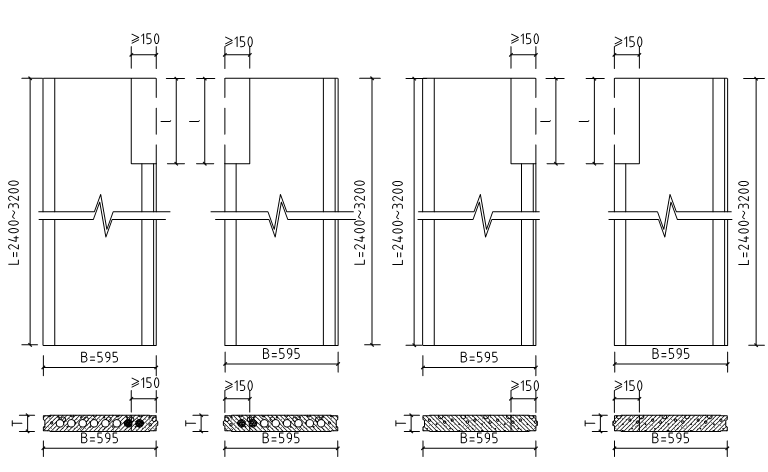 ≥150 ≥150 ≥150 ≥150
l l l l
L=2400~3200 L=2400~3200 L=2400~3200 L=2400~3200
B=595 B=595 B=595 B=595
≥150 ≥150 ≥150 ≥150
T T T T
B=595 B=595 B=595 B=595